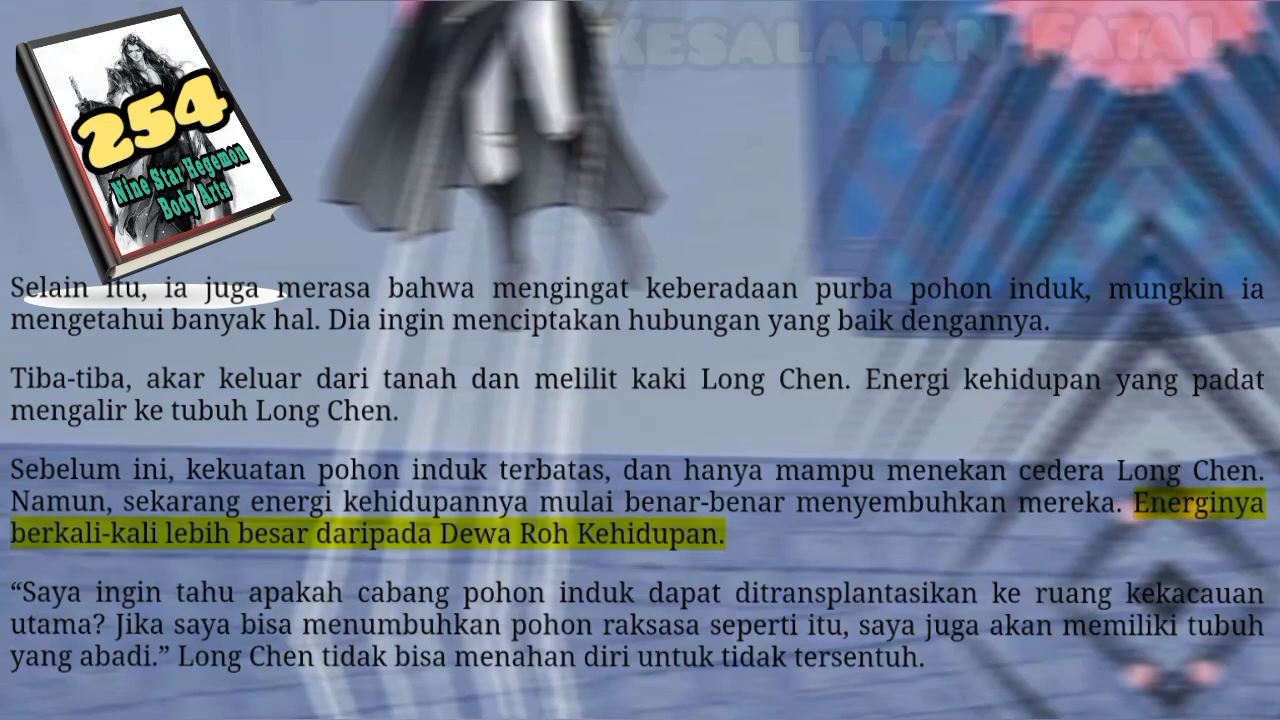 KESALAHAN FATAL
254
Nine Star Hegemon
Body Arts
Selain itu, ia juga merasa bahwa mengingat keberadaan purba pohon induk, mungkin ia
mengetahui banyak hal. Dia ingin menciptakan hubungan yang baik dengannya.
Tiba-tiba, akar keluar dari tanah dan melilit kaki Long Chen. Energi kehidupan yang padat
mengalir ke tubuh Long Chen.
Sebelum ini, kekuatan pohon induk terbatas, dan hanya mampu menekan cedera Long Chen.
Namun, sekarang energi kehidupannya mulai benar-benar menyembuhkan mereka. Energinya
berkali-kali lebih besar daripada Dewa Roh Kehidupan.
“Saya ingin tahu apakah cabang pohon induk dapat ditransplantasikan ke ruang kekacauan
utama? Jika saya bisa menumbuhkan pohon raksasa seperti itu, saya juga akan memiliki tubuh
yang abadi.” Long Chen tidak bisa menahan diri untuk tidak tersentuh.